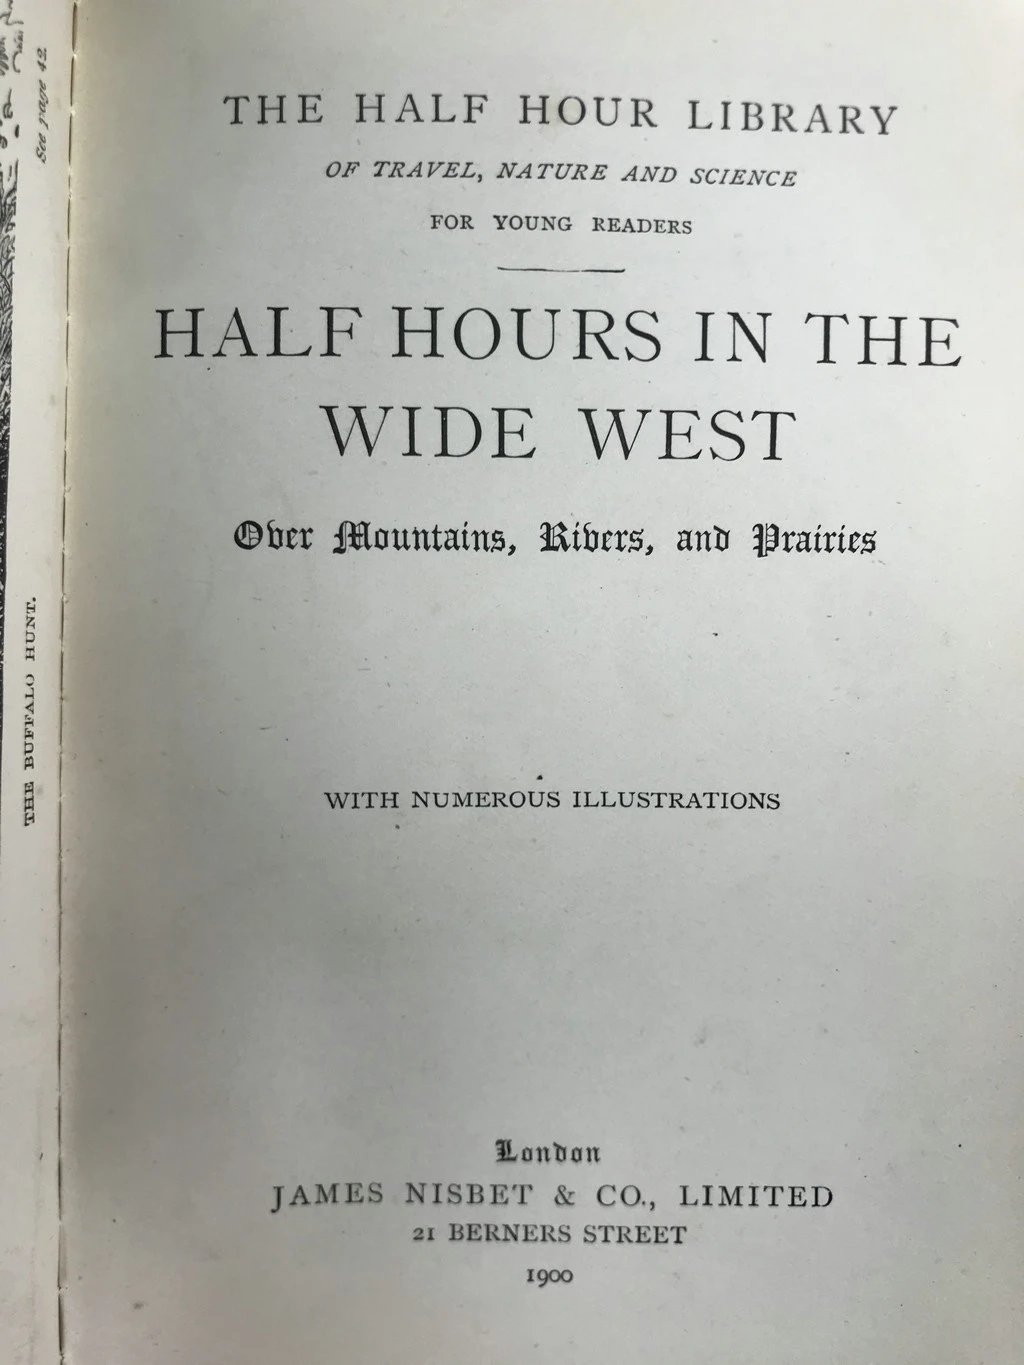 See page 42
THE BUFFALO HUNT.
THE HALF HOUR LIBRARY
OF TRAVEL, NATURE AND SCIENCE
FOR YOUNG READERS
HALF HOURS IN THE
WIDE WEST
Over Mountains, Rivers, and Prairies
WITH NUMEROUS ILLUSTRATIONS
London
JAMES NISBET & CO., LIMITED
21 BERNERS STREET
1900